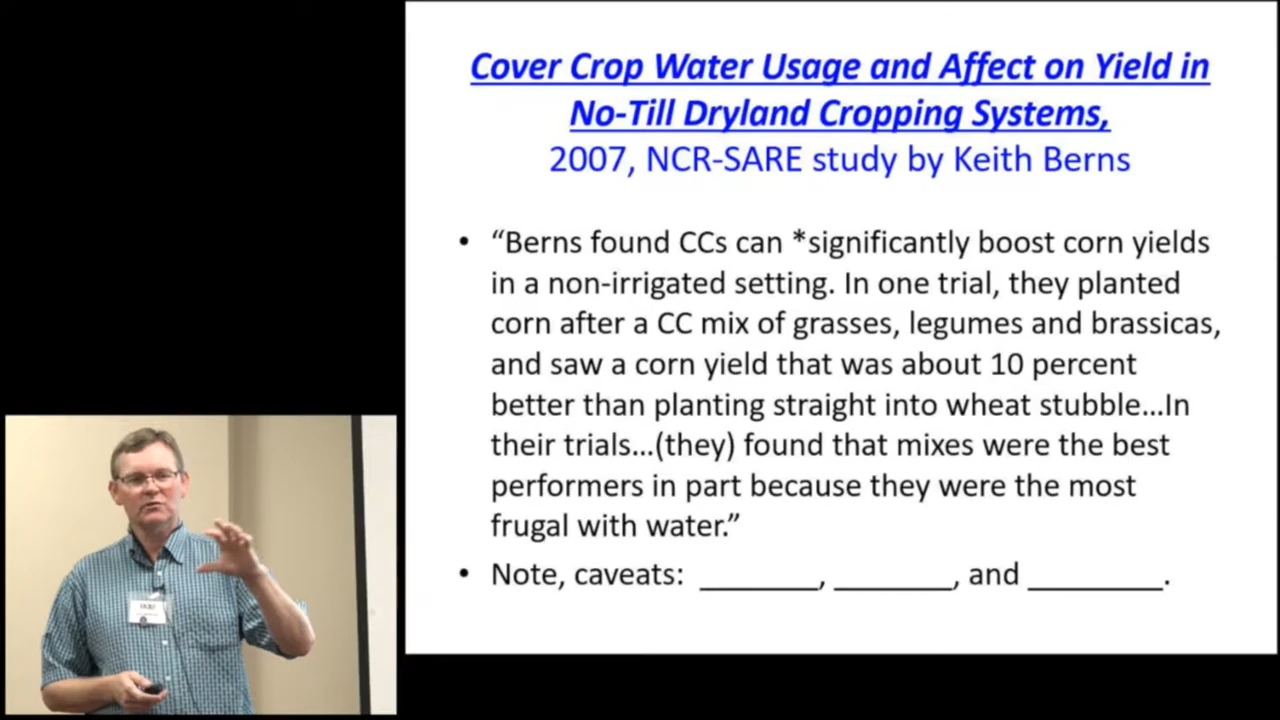 Cover Crop Water Usage and Affect on Yield in
No-Till Dryland Cropping Systems,
2007, NCR-SARE study by Keith Berns
• “Berns found CCs can *significantly boost corn yields
in a non-irrigated setting. In one trial, they planted
corn after a CC mix of grasses, legumes and brassicas,
and saw a corn yield that was about 10 percent
better than planting straight into wheat stubble…In
their trials…(they) found that mixes were the best
performers in part because they were the most
frugal with water.”
• Note, caveats: _______, _______, and ________.